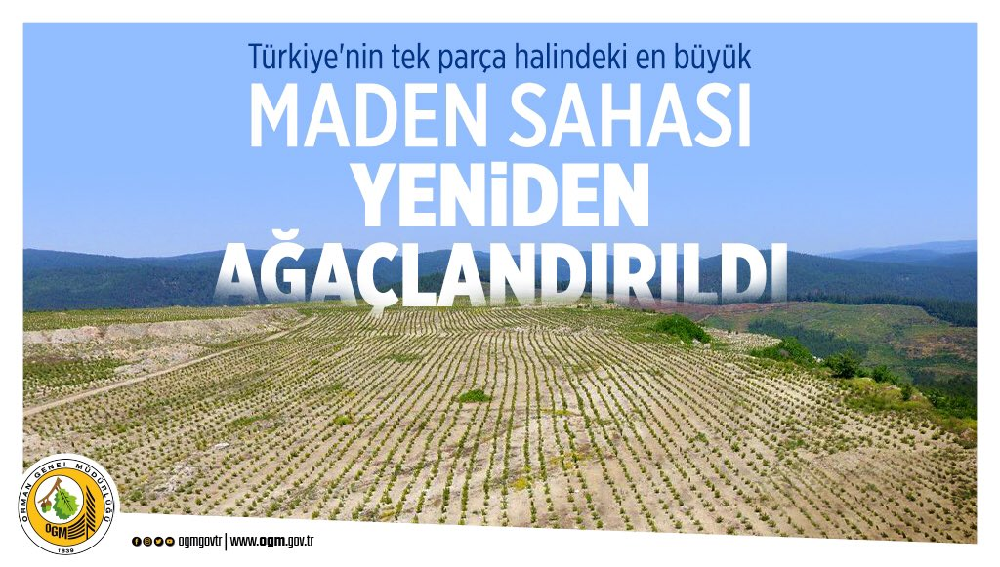 Türkiye'nin tek parça halindeki en büyük
MADEN SAHASI
YENİDEN
AĞAÇLANDIRILDI
ORMAN GENEL MÜDÜRLÜĞÜ
OGM
1839
ogmgovtr | www.ogm.gov.tr